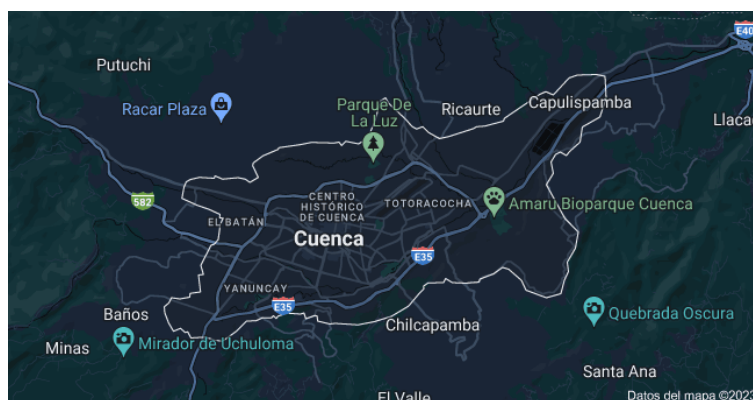 E40
Putuchi
Racar Plaza
Parque De
La Luz
Ricaurte
Capulispamba
Llacao
582
EL BATÁN
CENTRO
HISTÓRICO
DE CUENCA
TOTORACOCHA
Amaru Bioparque Cuenca
Cuenca
E35
YANUNCAY
E35
Baños
Chilcapamba
Quebrada Oscura
Minas
Mirador de Uchuloma
Santa Ana
El Valle
Datos del mapa ©2023